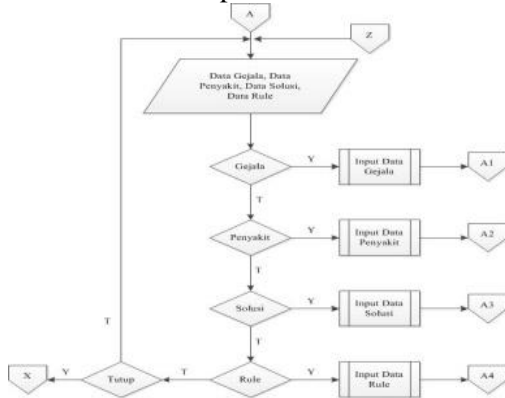 A
Z
Data Gejala, Data
Penyakit, Data Solusi,
Data Rule
Gejala
Y
Input Data
Gejala
A1
T
Penyakit
Y
Input Data
Penyakit
A2
T
Solusi
Y
Input Data
Solusi
A3
T
T
X
Y
Tutup
T
Rule
Y
Input Data
Rule
A4